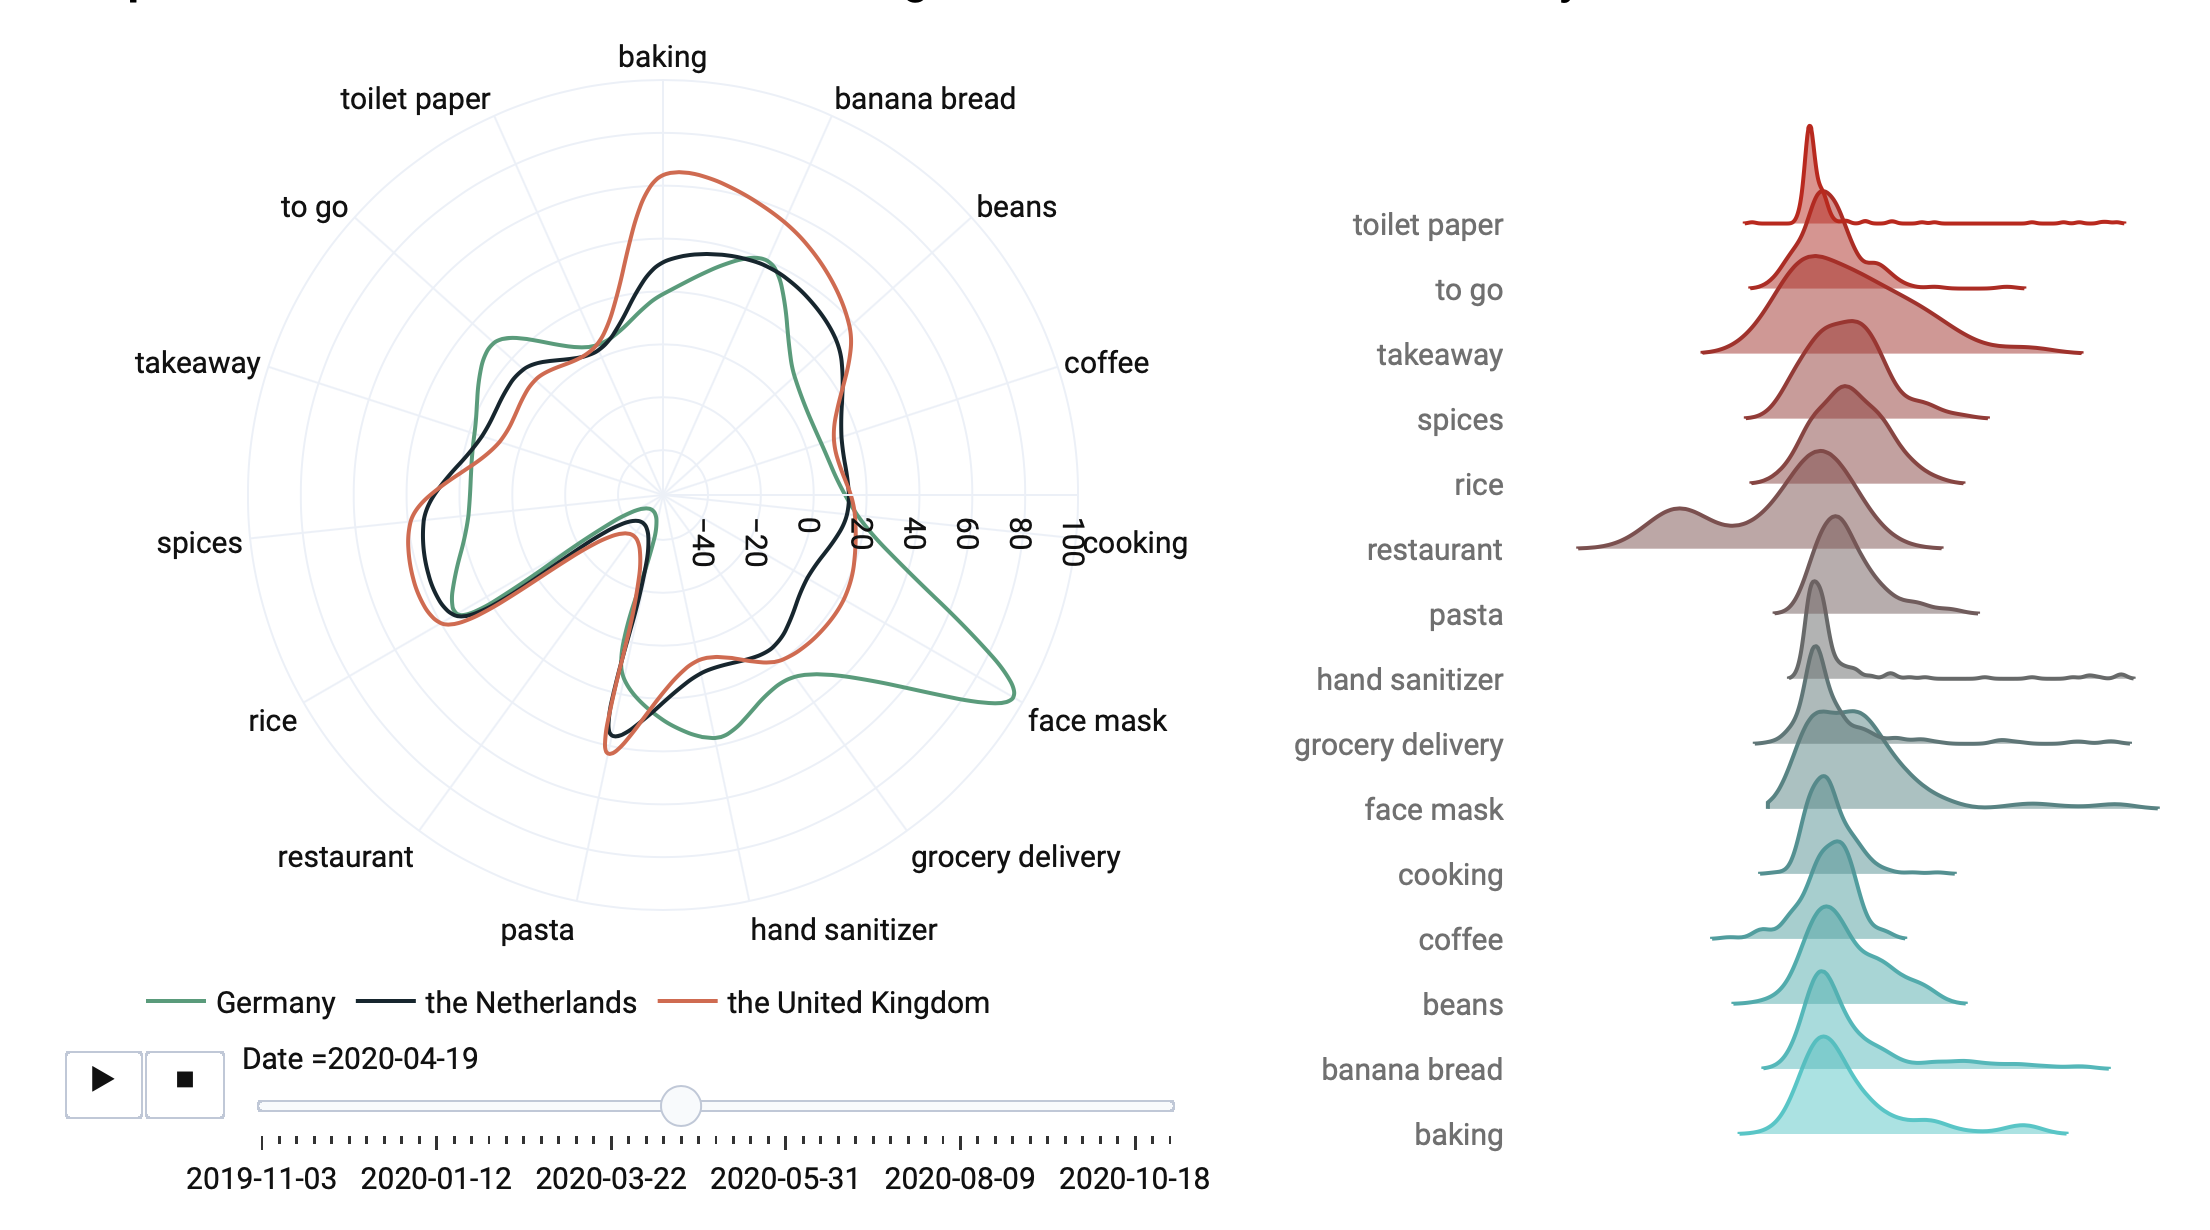 baking
toilet paper
banana bread
to go
beans
takeaway
coffee
spices
cooking
−40
−20
0
20
40
60
80
100
rice
face mask
restaurant
grocery delivery
pasta
hand sanitizer
Germany
the Netherlands
the United Kingdom
Date =2020-04-19
2019-11-03
2020-01-12
2020-03-22
2020-05-31
2020-08-09
2020-10-18
toilet paper
to go
takeaway
spices
rice
restaurant
pasta
hand sanitizer
grocery delivery
face mask
cooking
coffee
beans
banana bread
baking